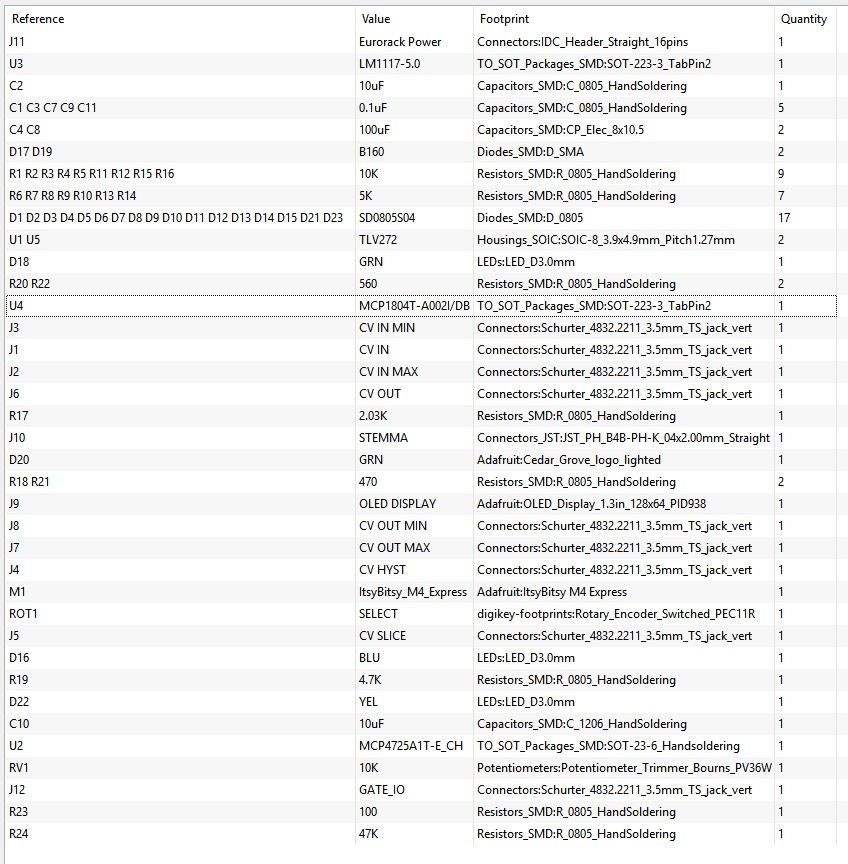 Reference Value Footprint Quantity
J11 Eurorack Power Connectors:IDC_Header_Straight_16pins 1
U3 LM1117-5.0 TO_SOT_Packages_SMD:SOT-223-3_TabPin2 1
C2 10uF Capacitors_SMD:C_0805_HandSoldering 1
C1 C3 C7 C9 C11 0.1uF Capacitors_SMD:C_0805_HandSoldering 5
C4 C8 100uF Capacitors_SMD:CP_Elec_8x10.5 2
D17 D19 B160 Diodes_SMD:D_SMA 2
R1 R2 R3 R4 R5 R11 R12 R15 R16 10K Resistors_SMD:R_0805_HandSoldering 9
R6 R7 R8 R9 R10 R13 R14 5K Resistors_SMD:R_0805_HandSoldering 7
D1 D2 D3 D4 D5 D6 D7 D8 D9 D10 D11 D12 D13 D14 D15 D21 D23 SD0805S04 Diodes_SMD:D_0805 17
U1 U5 TLV272 Housings_SOIC:SOIC-8_3.9x4.9mm_Pitch1.27mm 2
D18 GRN LEDs:LED_D3.0mm 1
R20 R22 560 Resistors_SMD:R_0805_HandSoldering 2
U4 MCP1804T-A002I/DB TO_SOT_Packages_SMD:SOT-223-3_TabPin2 1
J3 CV IN MIN Connectors:Schurter_4832.2211_3.5mm_TS_jack_vert 1
J1 CV IN Connectors:Schurter_4832.2211_3.5mm_TS_jack_vert 1
J2 CV IN MAX Connectors:Schurter_4832.2211_3.5mm_TS_jack_vert 1
J6 CV OUT Connectors:Schurter_4832.2211_3.5mm_TS_jack_vert 1
R17 2.03K Resistors_SMD:R_0805_HandSoldering 1
J10 STEMMA Connectors_JST:JST_PH_B4B-PH-K_04x2.00mm_Straight 1
D20 GRN Adafruit:Cedar_Grove_logo_lighted 1
R18 R21 470 Resistors_SMD:R_0805_HandSoldering 2
J9 OLED DISPLAY Adafruit:OLED_Display_1.3in_128x64_PID938 1
J8 CV OUT MIN Connectors:Schurter_4832.2211_3.5mm_TS_jack_vert 1
J7 CV OUT MAX Connectors:Schurter_4832.2211_3.5mm_TS_jack_vert 1
J4 CV HYST Connectors:Schurter_4832.2211_3.5mm_TS_jack_vert 1
M1 ItsyBitsy_M4_Express Adafruit:ItsyBitsy M4 Express 1
ROT1 SELECT digikey-footprints:Rotary_Encoder_Switched_PEC11R 1
J5 CV SLICE Connectors:Schurter_4832.2211_3.5mm_TS_jack_vert 1
D16 BLU LEDs:LED_D3.0mm 1
R19 4.7K Resistors_SMD:R_0805_HandSoldering 1
D22 YEL LEDs:LED_D3.0mm 1
C10 10uF Capacitors_SMD:C_1206_HandSoldering 1
U2 MCP4725A1T-E_CH TO_SOT_Packages_SMD:SOT-23-6_Handsoldering 1
RV1 10K Potentiometers:Potentiometer_Trimmer_Bourns_PV36W 1
J12 GATE_IO Connectors:Schurter_4832.2211_3.5mm_TS_jack_vert 1
R23 100 Resistors_SMD:R_0805_HandSoldering 1
R24 47K Resistors_SMD:R_0805_HandSoldering 1